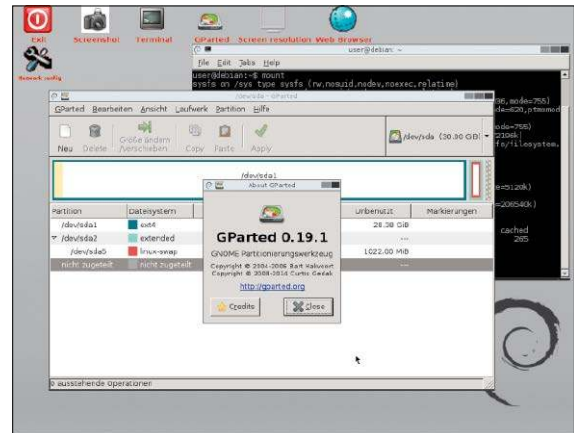 Exit Screenshot Terminal GParted Screen resolution Web Browser
Network config
user@debian: ~
File Edit Tabs Help
user@debian:~$ mount
sysfs on /sys type sysfs (rw,nosuid,nodev,noexec,relatime)
/dev/sda - GParted
GParted Bearbeiten Ansicht Laufwerk Partition Hilfe
Neu Delete Größe ändern /Verschieben Copy Paste Apply
/dev/sda (30.00 GiB)
/dev/sda1
Partition Dateisystem Unbenutzt Markierungen
/dev/sda1 ext4 28.38 GiB
/dev/sda2 extended ---
/dev/sda5 linux-swap 1022.00 MiB
nicht zugeteilt nicht zugeteilt ---
0 ausstehende Operationen
About GParted
GParted 0.19.1
GNOME Partitionierungswerkzeug
Copyright © 2004-2006 Bart Hakvoort
Copyright © 2008-2014 Curtis Gedak
http://gparted.org
Credits Close
mode=755)
cached
265